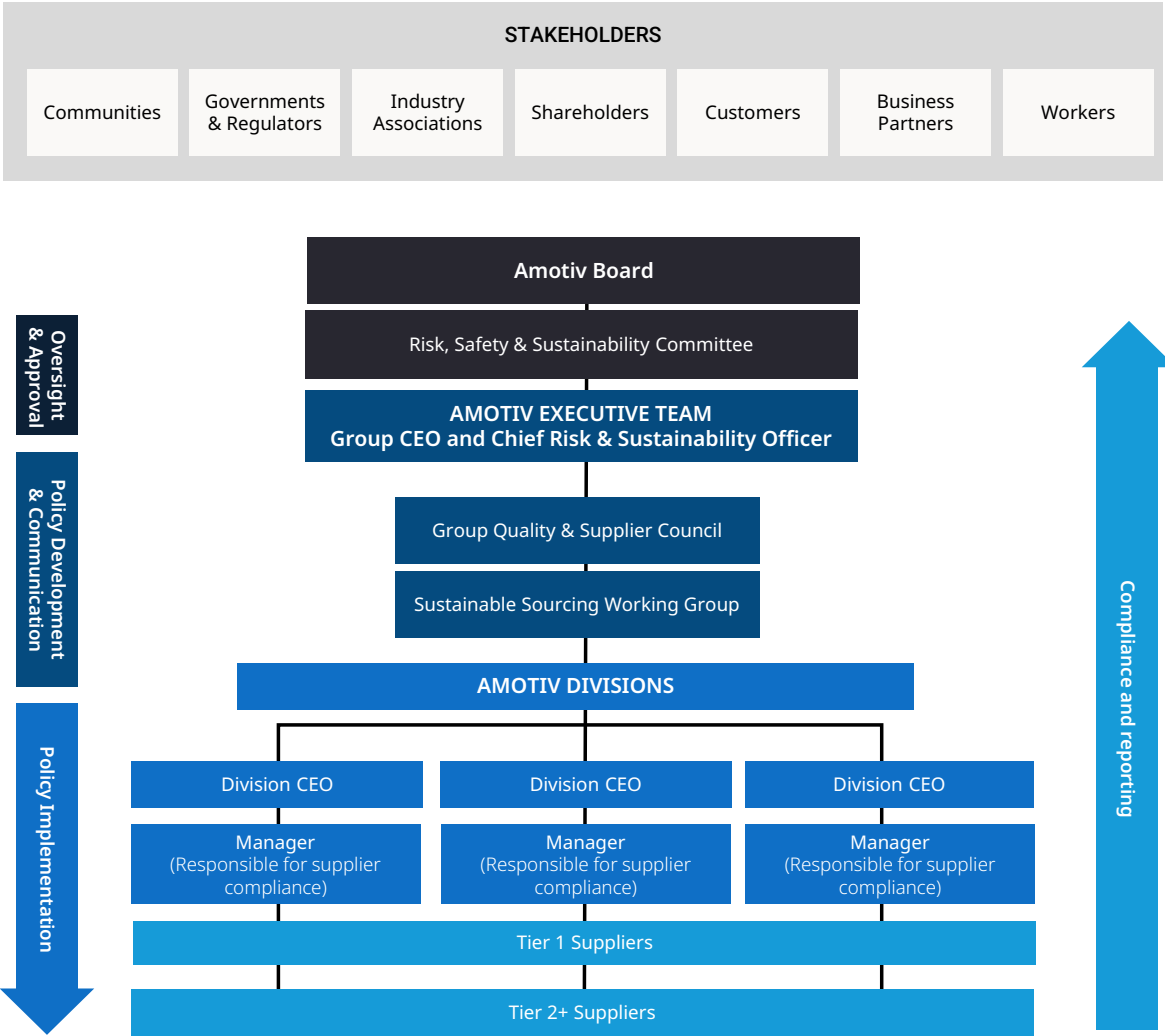 STAKEHOLDERS
Communities
Governments
& Regulators
Industry
Associations
Shareholders
Customers
Business
Partners
Workers
Amotiv Board
Risk, Safety & Sustainability Committee
AMOTIV EXECUTIVE TEAM
Group CEO and Chief Risk & Sustainability Officer
Group Quality & Supplier Council
Sustainable Sourcing Working Group
AMOTIV DIVISIONS
Division CEO
Division CEO
Division CEO
Manager
(Responsible for supplier
compliance)
Manager
(Responsible for supplier
compliance)
Manager
(Responsible for supplier
compliance)
Tier 1 Suppliers
Tier 2+ Suppliers
Oversight
& Approval
Policy Development
& Communication
Policy Implementation
Compliance and reporting